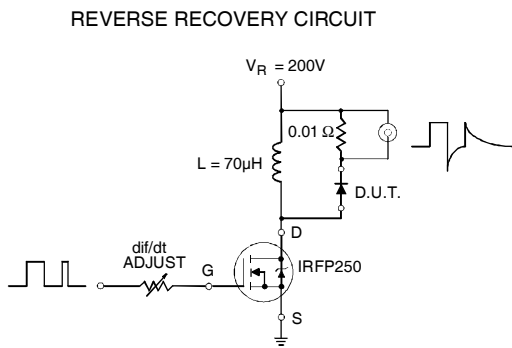 REVERSE RECOVERY CIRCUIT
V_R = 200V
0.01 Ω
L = 70µH
D.U.T.
D
dif/dt
ADJUST
G
IRFP250
S